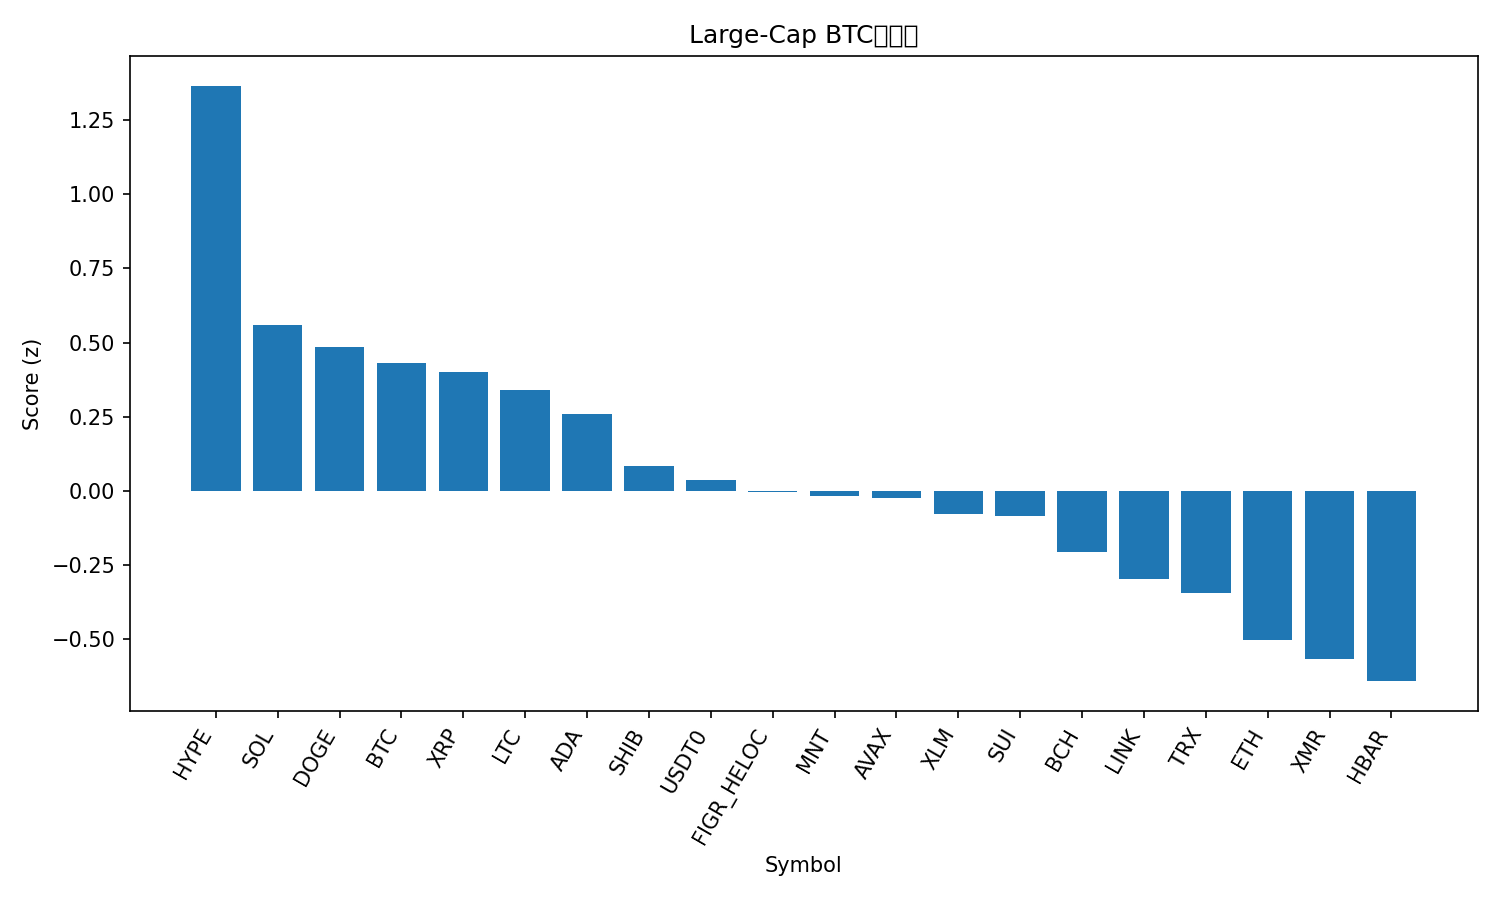 Large-Cap BTC
Score (z)
1.25
1.00
0.75
0.50
0.25
0.00
−0.25
−0.50
HYPE
SOL
DOGE
BTC
XRP
LTC
ADA
SHIB
USDT0
FIGR_HELOC
MNT
AVAX
XLM
SUI
BCH
LINK
TRX
ETH
XMR
HBAR
Symbol